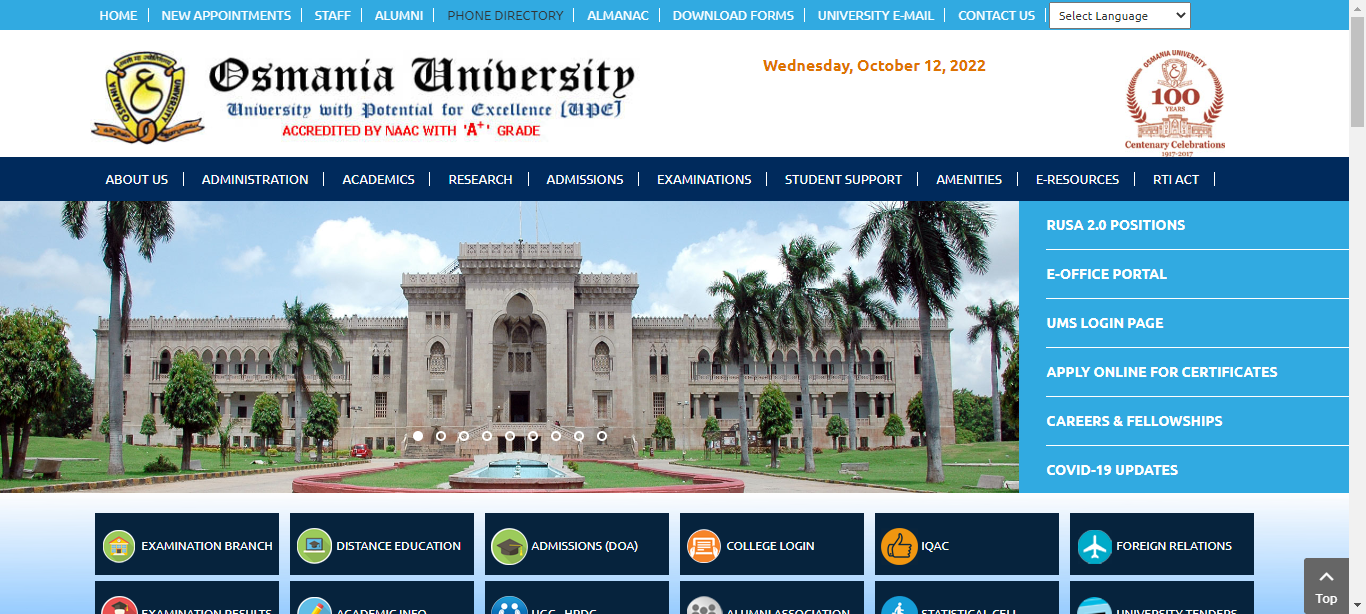 HOME NEW APPOINTMENTS STAFF ALUMNI PHONE DIRECTORY ALMANAC DOWNLOAD FORMS UNIVERSITY E-MAIL CONTACT US Select Language
Osmania University
University with Potential for Excellence [UPE]
ACCREDITED BY NAAC WITH 'A+' GRADE
OSMANIA UNIVERSITY
Wednesday, October 12, 2022
OSMANIA UNIVERSITY
100
YEARS
Centenary Celebrations
1917-2017
ABOUT US ADMINISTRATION ACADEMICS RESEARCH ADMISSIONS EXAMINATIONS STUDENT SUPPORT AMENITIES E-RESOURCES RTI ACT
RUSA 2.0 POSITIONS
E-OFFICE PORTAL
UMS LOGIN PAGE
APPLY ONLINE FOR CERTIFICATES
CAREERS & FELLOWSHIPS
COVID-19 UPDATES
EXAMINATION BRANCH DISTANCE EDUCATION ADMISSIONS (DOA) COLLEGE LOGIN IQAC FOREIGN RELATIONS
EXAMINATION RESULTS ACADEMIC INFO UGC - HRDC ALUMNI ASSOCIATION STATISTICAL CELL UNIVERSITY TENDERS
Top